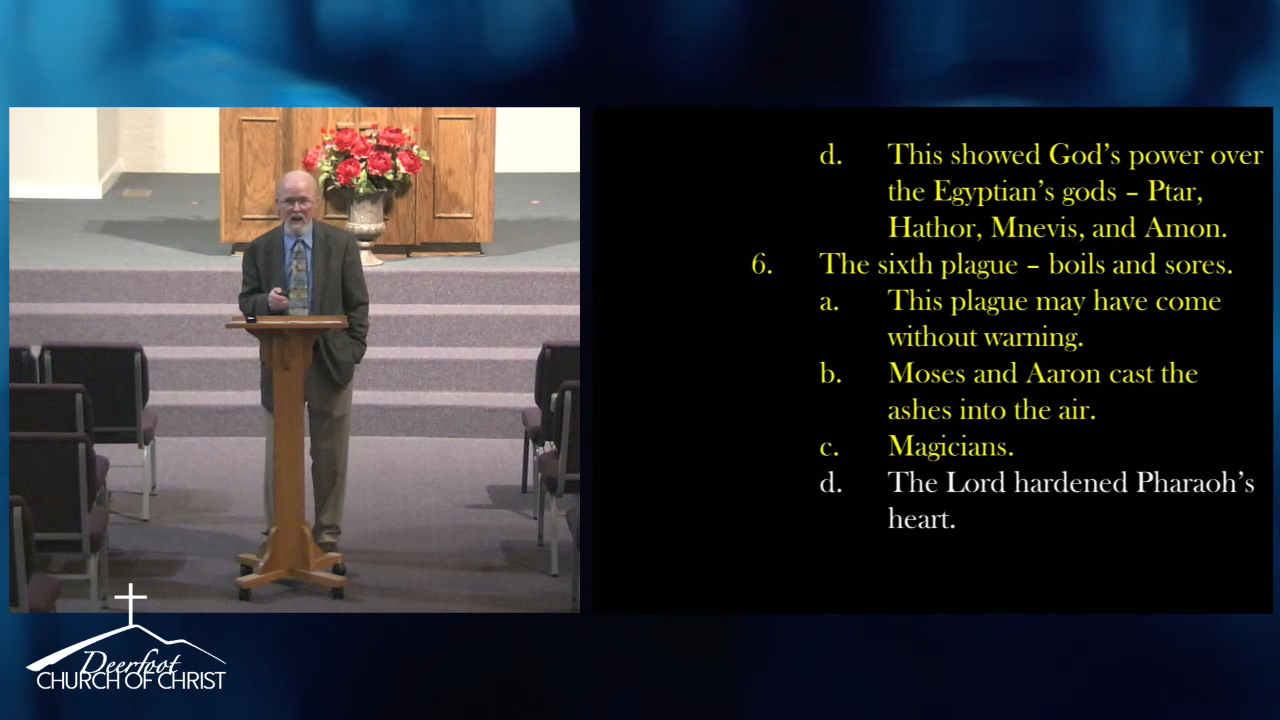 d. This showed God's power over
the Egyptian's gods – Ptar,
Hathor, Mnevis, and Amon.
6. The sixth plague – boils and sores.
a. This plague may have come
without warning.
b. Moses and Aaron cast the
ashes into the air.
c. Magicians.
d. The Lord hardened Pharaoh's
heart.
Deerfoot
CHURCH OF CHRIST